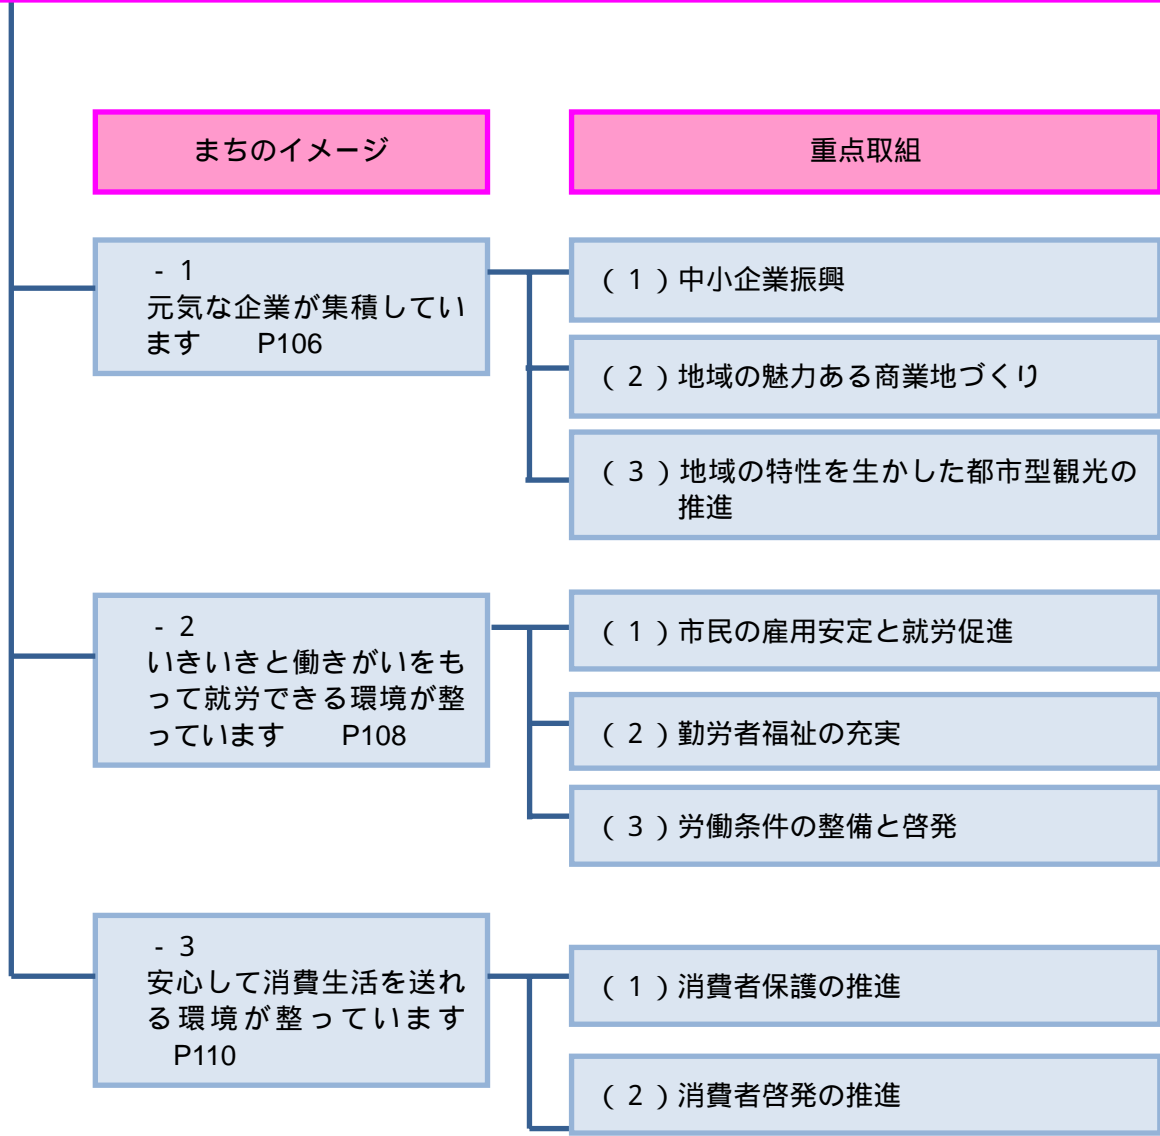 まちのイメージ
重点取組
- 1
元気な企業が集積してい
ます　　P106
（１）中小企業振興
（２）地域の魅力ある商業地づくり
（３）地域の特性を生かした都市型観光の
推進
- 2
いきいきと働きがいをも
って就労できる環境が整
っています　　P108
（１）市民の雇用安定と就労促進
（２）勤労者福祉の充実
（３）労働条件の整備と啓発
- 3
安心して消費生活を送れ
る環境が整っています
P110
（１）消費者保護の推進
（２）消費者啓発の推進